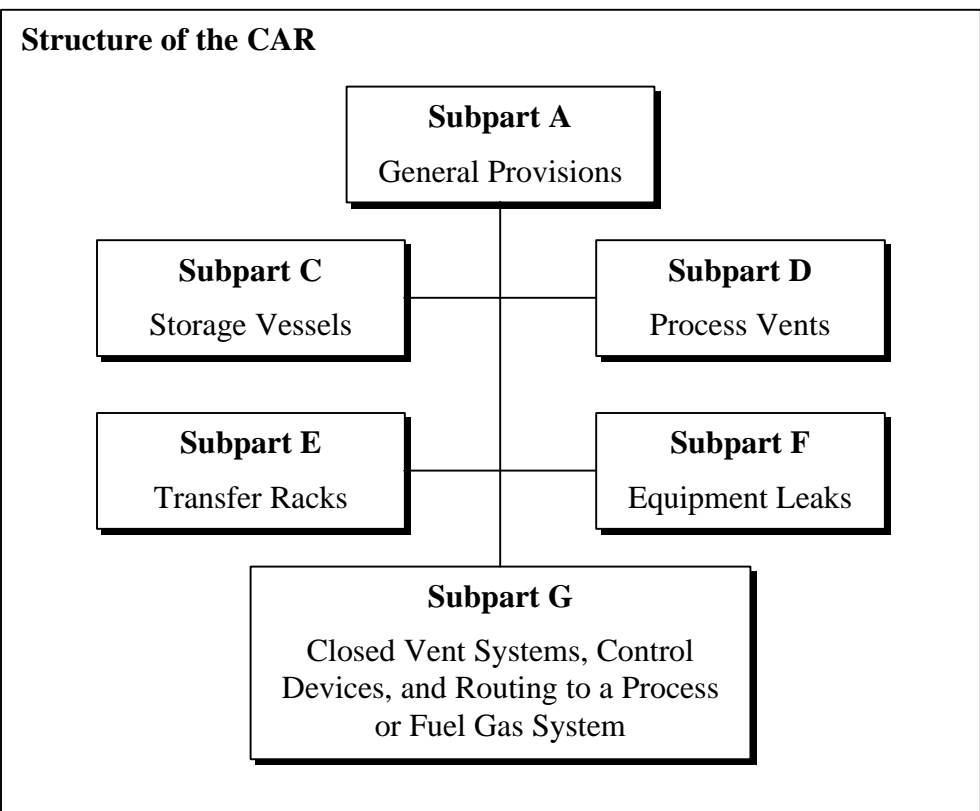 Structure of the CAR
Subpart A
General Provisions
Subpart C
Storage Vessels
Subpart D
Process Vents
Subpart E
Transfer Racks
Subpart F
Equipment Leaks
Subpart G
Closed Vent Systems, Control
Devices, and Routing to a Process
or Fuel Gas System